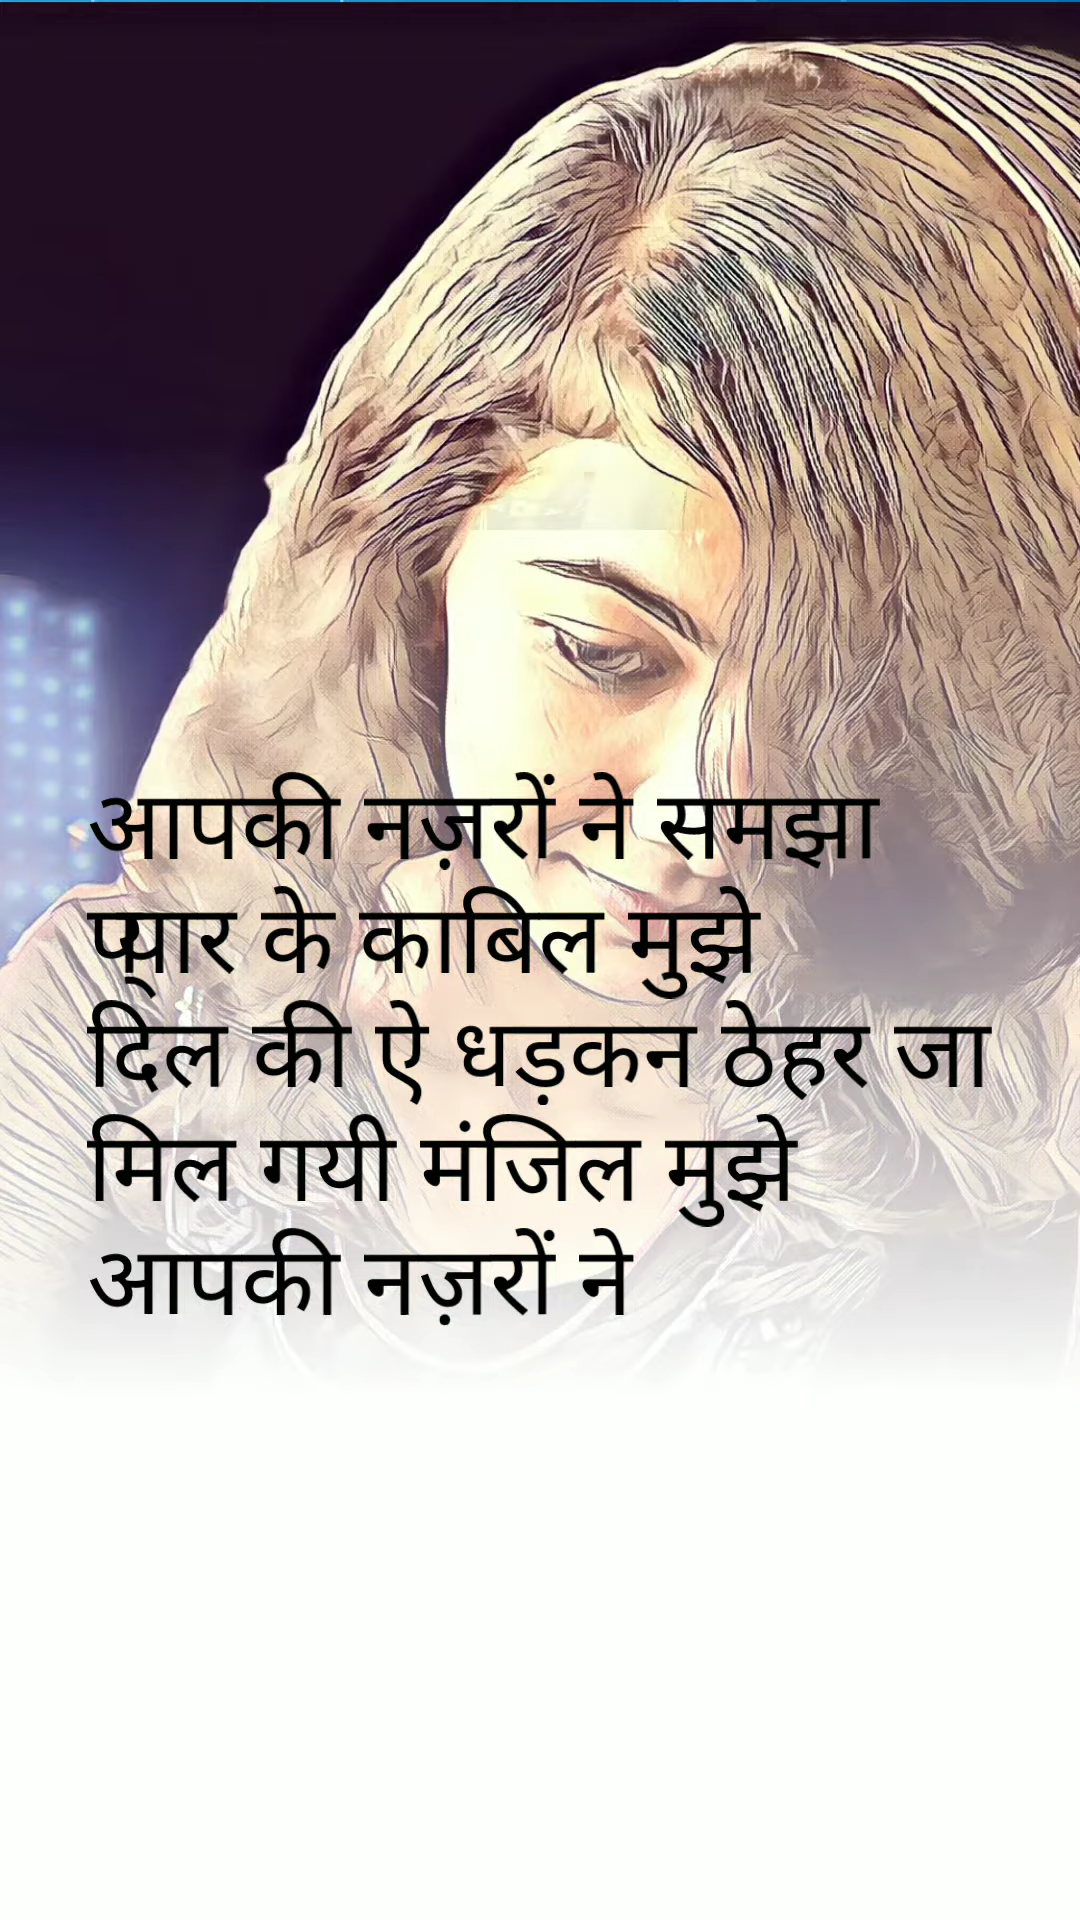 आपकी नज़रों ने समझा
प्यार के काबिल मुझे
दिल की ऐ धड़कन ठेहर जा
मिल गयी मंजिल मुझे
आपकी नज़रों ने